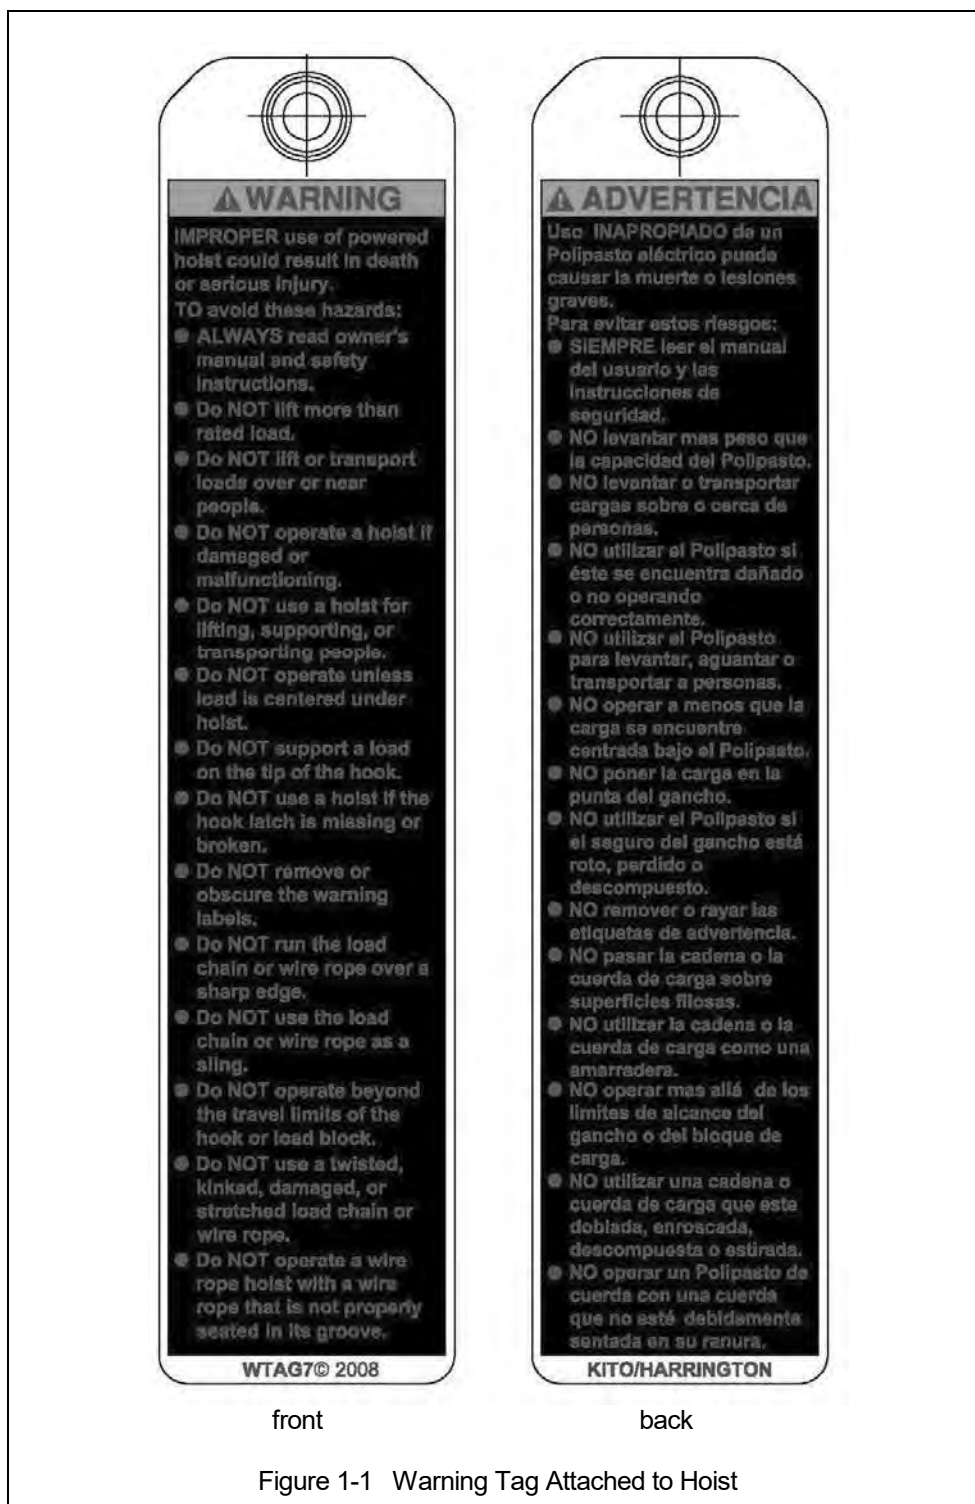 WARNING
IMPROPER use of powered
hoist could result in death
or serious injury.
TO avoid these hazards:
● ALWAYS read owner's
manual and safety
instructions.
● Do NOT lift more than
rated load.
● Do NOT lift or transport
loads over or near
people.
● Do NOT operate a hoist if
damaged or
malfunctioning.
● Do NOT use a hoist for
lifting, supporting, or
transporting people.
● Do NOT operate unless
load is centered under
hoist.
● Do NOT support a load
on the tip of the hook.
● Do NOT use a hoist if the
hook latch is missing or
broken.
● Do NOT remove or
obscure the warning
labels.
● Do NOT run the load
chain or wire rope over a
sharp edge.
● Do NOT use the load
chain or wire rope as a
sling.
● Do NOT operate beyond
the travel limits of the
hook or load block.
● Do NOT use a twisted,
kinked, damaged, or
stretched load chain or
wire rope.
● Do NOT operate a wire
rope hoist with a wire
rope that is not properly
seated in its groove.
WTAG7© 2008
front
ADVERTENCIA
Uso INAPROPIADO de un
Polipasto eléctrico puede
causar la muerte o lesiones
graves.
Para evitar estos riesgos:
● SIEMPRE leer el manual
del usuario y las
instrucciones de
seguridad.
● NO levantar mas peso que
la capacidad del Polipasto.
● NO levantar o transportar
cargas sobre o cerca de
personas.
● NO utilizar el Polipasto si
éste se encuentra dañado
o no operando
correctamente.
● NO utilizar el Polipasto
para levantar, aguantar o
transportar a personas.
● NO operar a menos que la
carga se encuentre
centrada bajo el Polipasto.
● NO poner la carga en la
punta del gancho.
● NO utilizar el Polipasto si
el seguro del gancho está
roto, perdido o
descompuesto.
● NO remover o rayar las
etiquetas de advertencia.
● NO pasar la cadena o la
cuerda de carga sobre
superficies filosas.
● NO utilizar la cadena o la
cuerda de carga como una
amarradera.
● NO operar mas allá de los
limites de alcance del
gancho o del bloque de
carga.
● NO utilizar una cadena o
cuerda de carga que este
doblada, enroscada,
descompuesta o estirada.
● NO operar un Polipasto de
cuerda con una cuerda
que no esté debidamente
sentada en su ranura.
KITO/HARRINGTON
back
Figure 1-1 Warning Tag Attached to Hoist